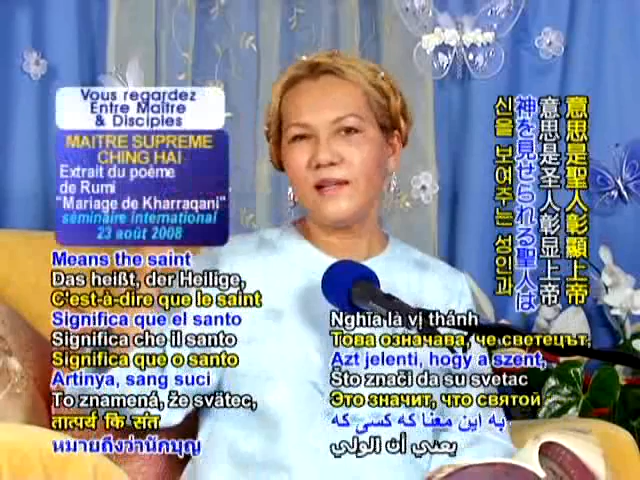 Vous regardez
Entre Maître
& Disciples
MAITRE SUPREME
CHING HAI
Extrait du poème
de Rumi
"Mariage de Kharraqani"
séminaire international
23 août 2008
Means the saint
Das heißt, der Heilige,
C'est-à-dire que le saint
Significa que el santo
Significa che il santo
Significa que o santo
Artinya, sang suci
To znamená, že svätec,
तात्पर्य कि संत
หมายถึงว่านักบุญ
Nghĩa là vị thánh
Това означава, че светецът,
Azt jelenti, hogy a szent,
Što znači da su svetac
Это значит, что святой
به این معنا که کسی که
يعني أن الولي
意思是聖人彰顯上帝
意思是圣人彰显上帝
神を見せられる聖人は
신을 보여주는 성인과